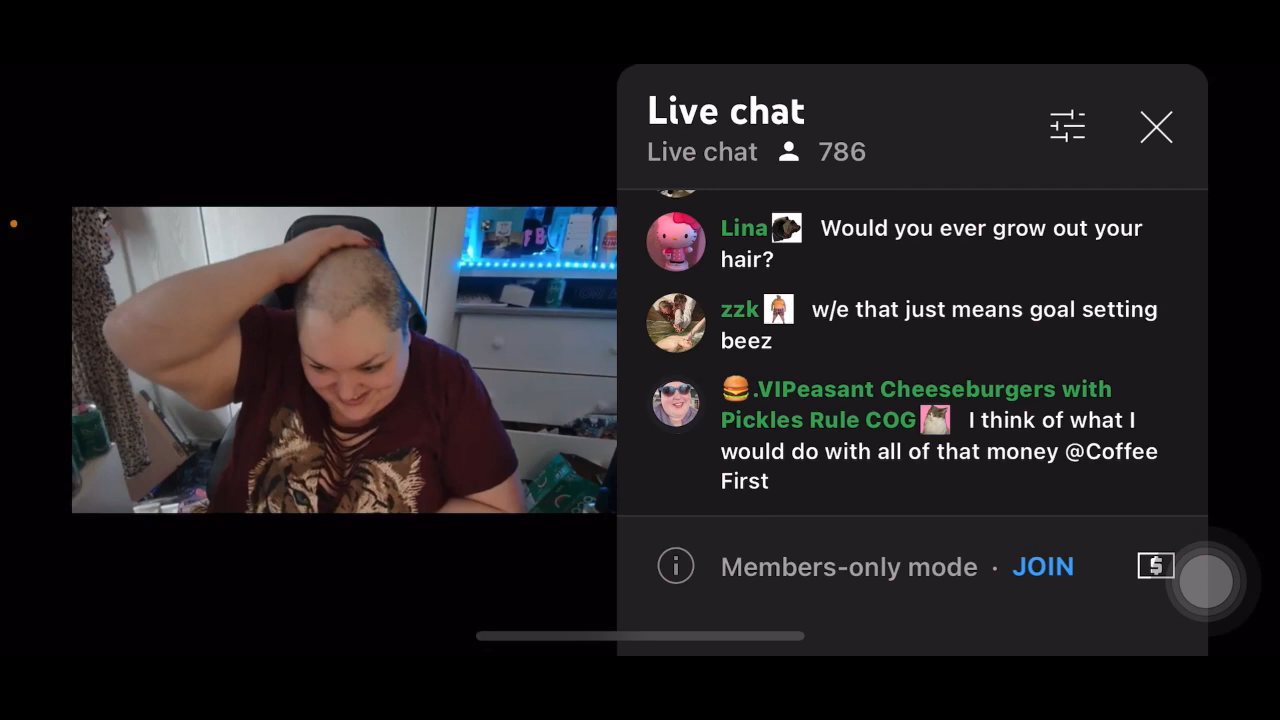 Live chat
Live chat 786
Lina Would you ever grow out your
hair?
zzk w/e that just means goal setting
beez
🍔.VIPeasant Cheeseburgers with
Pickles Rule COG I think of what I
would do with all of that money @Coffee
First
Members-only mode · JOIN
$
FB